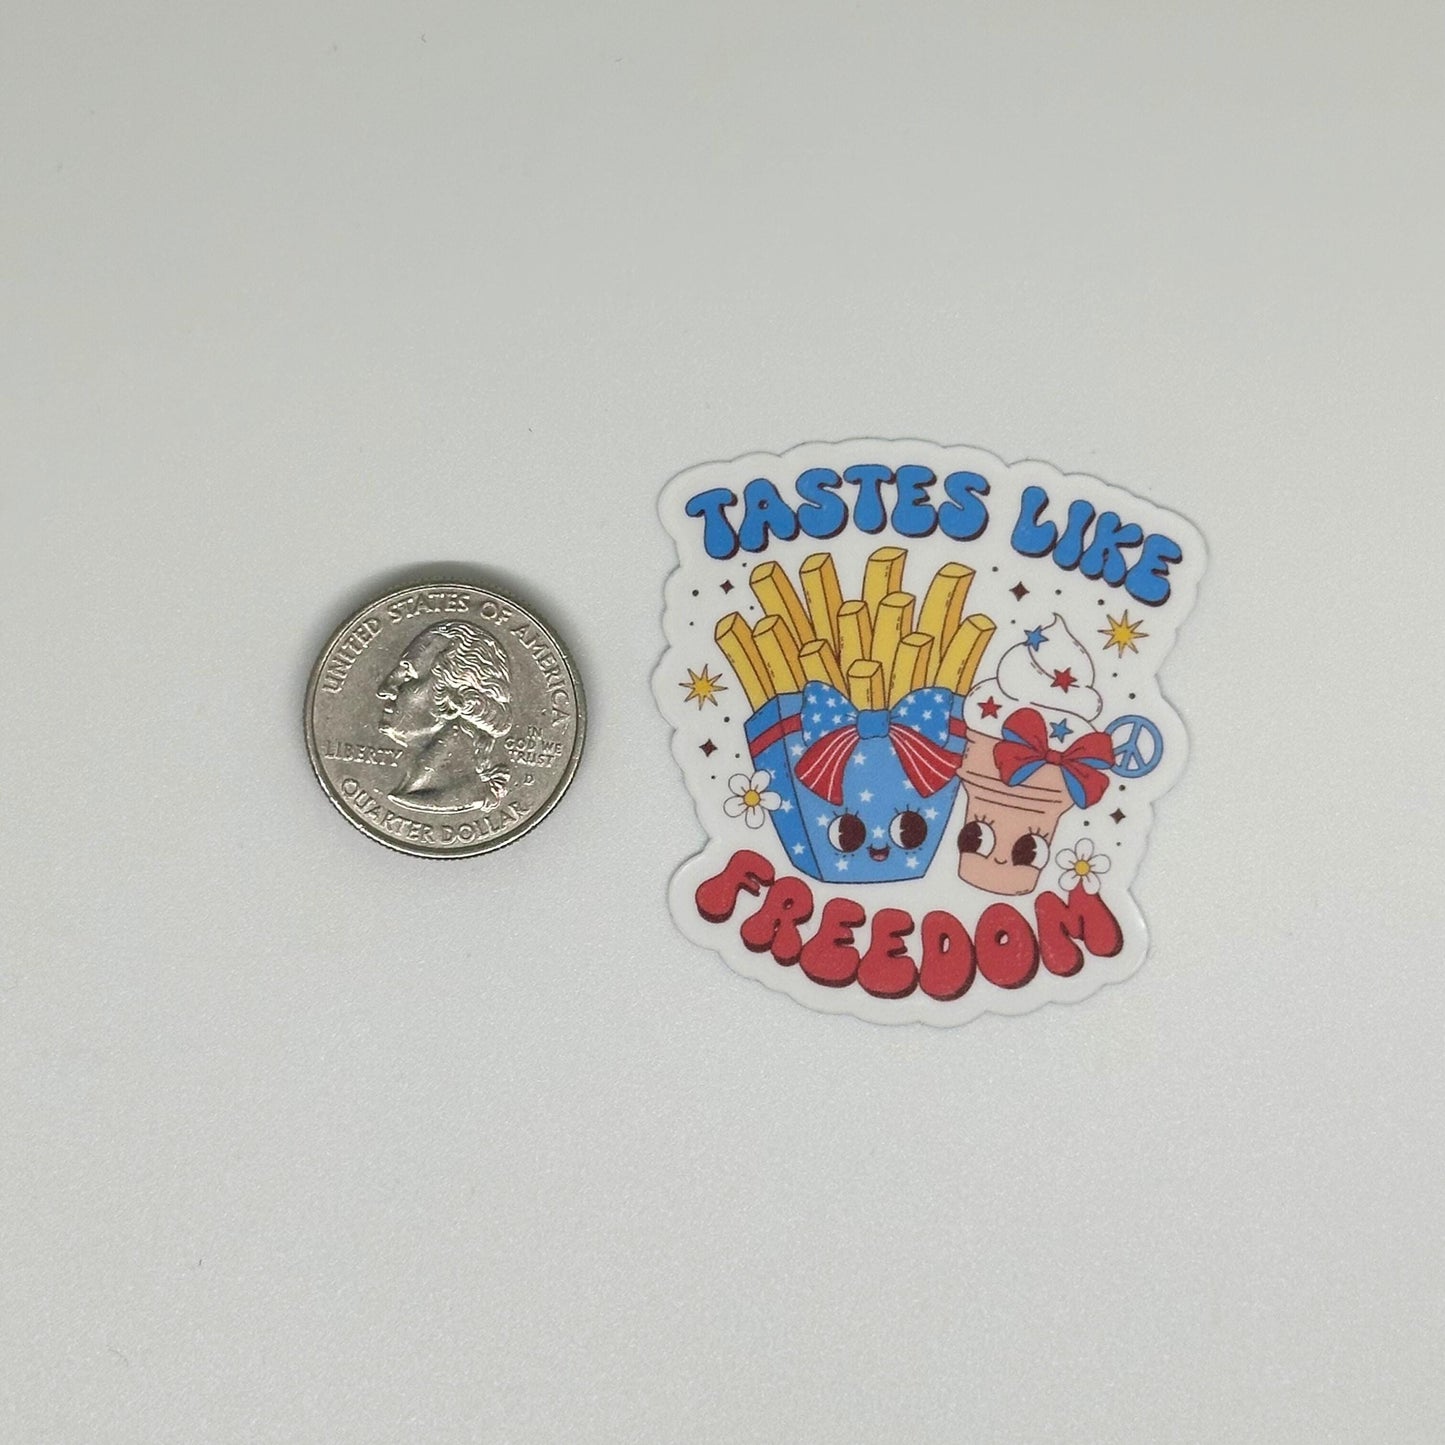 UNITED STATES OF AMERICA
LIBERTY
IN
GOD WE
TRUST
D
QUARTER DOLLAR
TASTES LIKE
FREEDOM